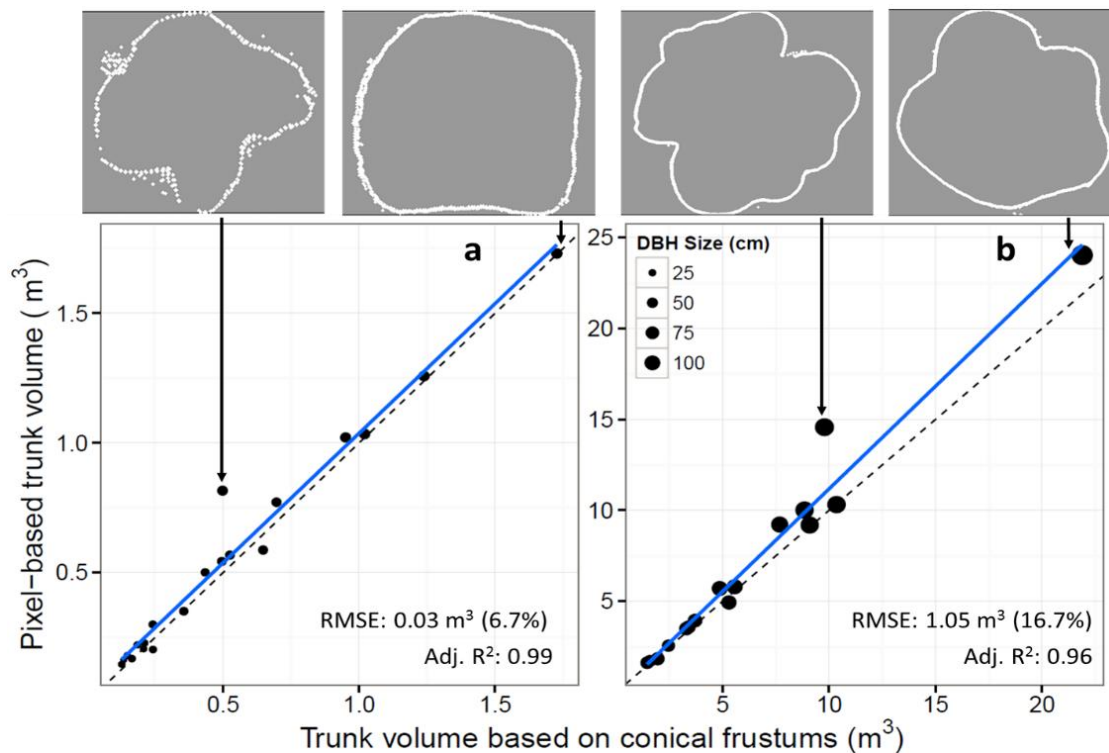 a
b
Pixel-based trunk volume ( m³)
1.5
1.0
0.5
0.5
1.0
1.5
RMSE: 0.03 m³ (6.7%)
Adj. R²: 0.99
25
20
15
10
5
5
10
15
20
DBH Size (cm)
25
50
75
100
RMSE: 1.05 m³ (16.7%)
Adj. R²: 0.96
Trunk volume based on conical frustums (m³)